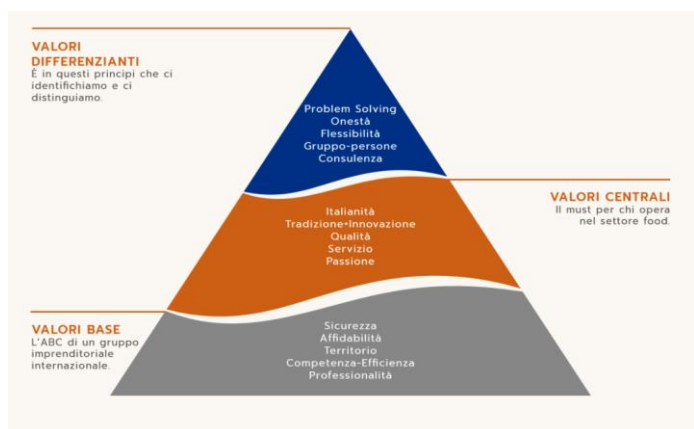 VALORI
DIFFERENZIANTI
È in questi principi che ci
identifichiamo e ci
distinguiamo.
Problem Solving
Onestà
Flessibilità
Gruppo-persone
Consulenza
VALORI CENTRALI
Il must per chi opera
nel settore food.
Italianità
Tradizione+Innovazione
Qualità
Servizio
Passione
VALORI BASE
L'ABC di un gruppo
imprenditoriale
internazionale.
Sicurezza
Affidabilità
Territorio
Competenza-Efficienza
Professionalità